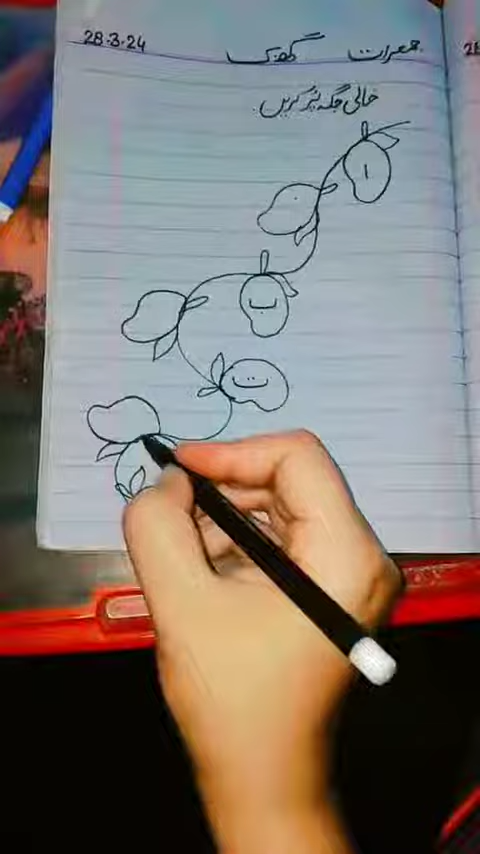 جمعرات گھر کا کام 28.3.24
خالی جگہ پُر کریں.
ا
ب
ت